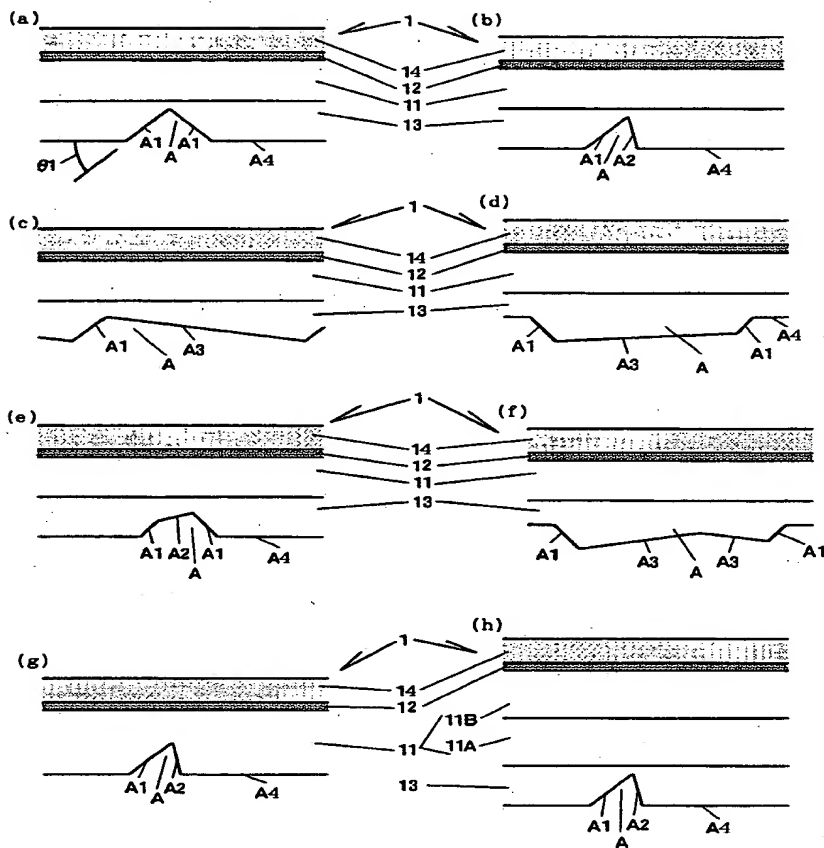 (a) 1 (b)
14
12
11
13
θ1 A1 A A1 A4 A1 A2 A4
A
(c) 1 (d)
14
12
11
13
A1 A A3 A1 A3 A A1 A4
(e) 1 (f)
14
12
11
13
A1 A2 A1 A4 A1 A3 A A3 A1
A
(g) 1 (h)
14
12
11B
11 11A
13
A1 A2 A4 A1 A2 A4
A A